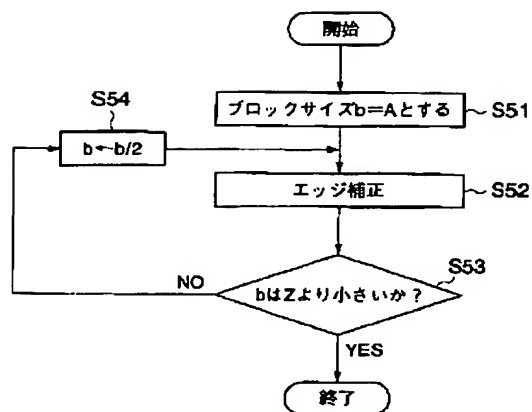 開始
ブロックサイズb=Aとする
S51
S54
b←b/2
エッジ補正
S52
S53
bはZより小さいか?
NO
YES
終了